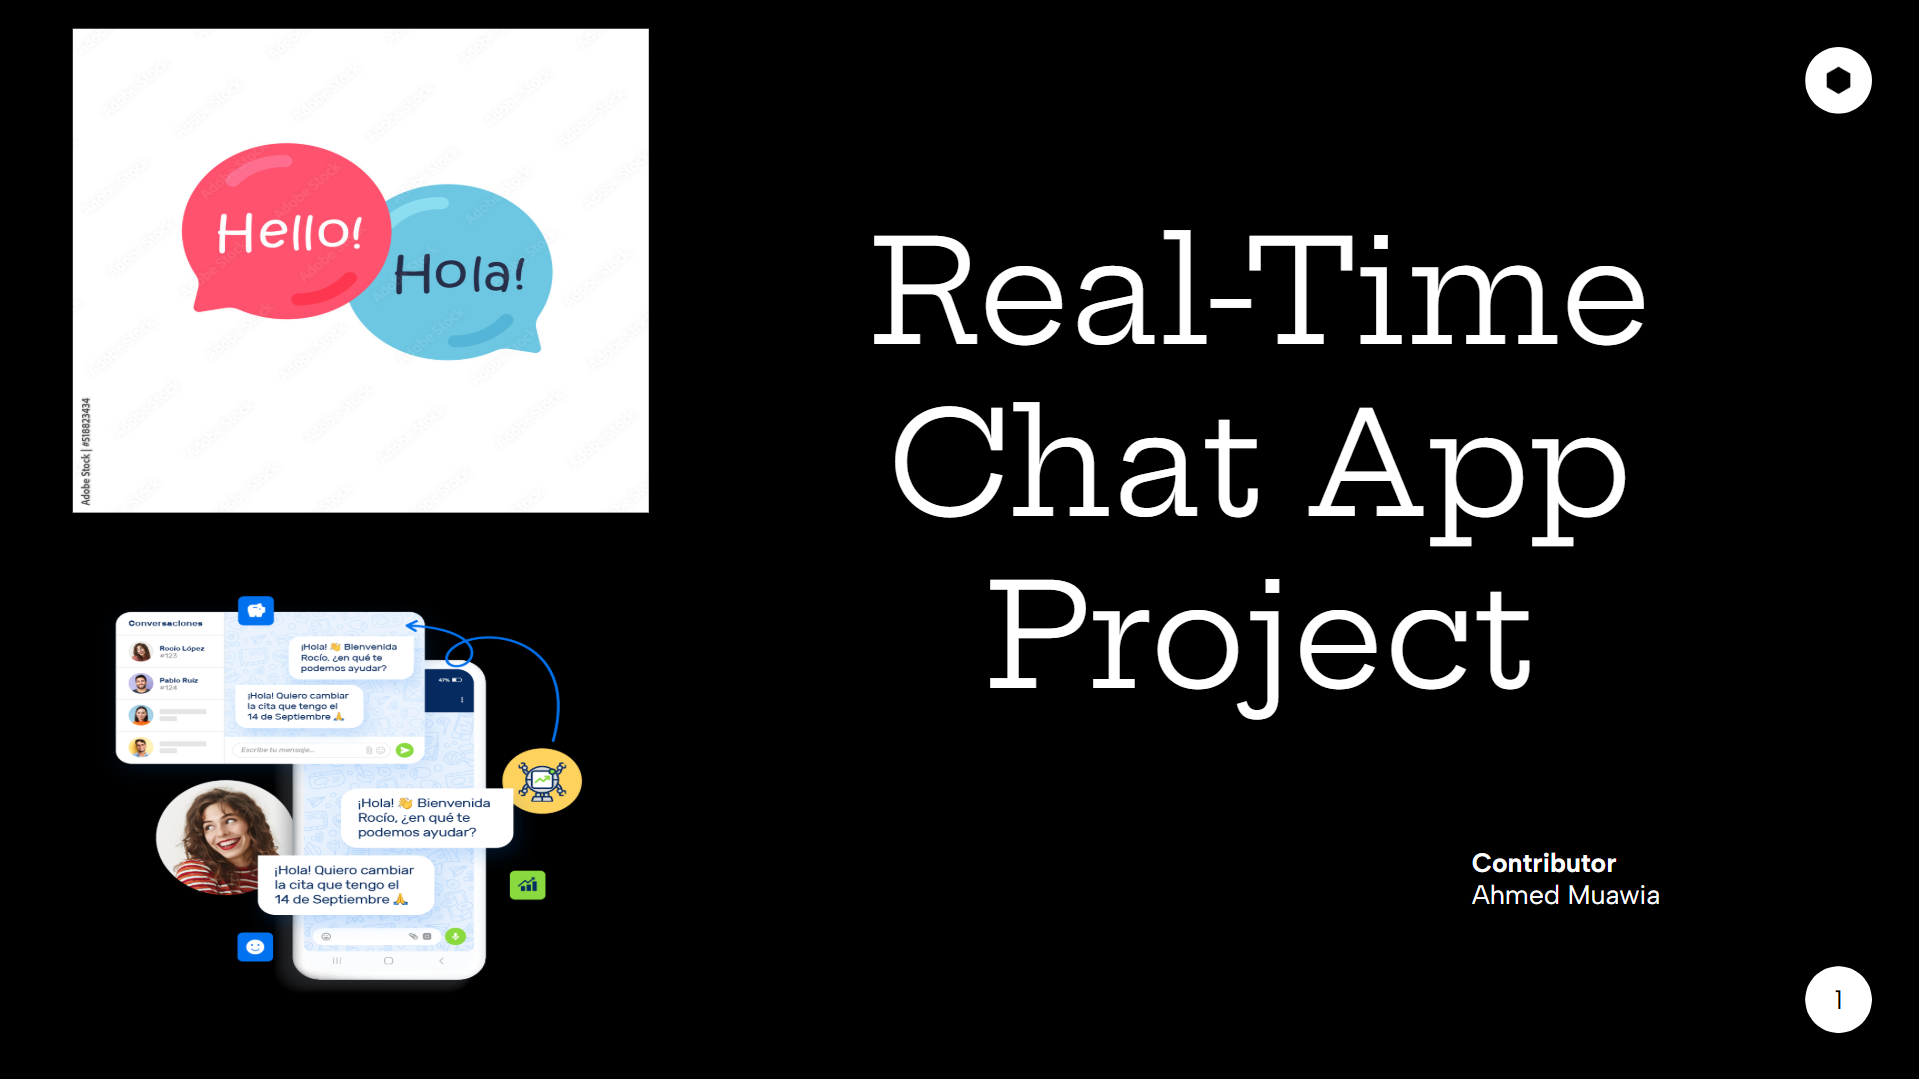 Hello!
Hola!
Adobe Stock | #518823434
Real-Time
Chat App
Project
Conversaciones
Rocío López
#123
Pablo Ruiz
#124
¡Hola! 👋 Bienvenida
Rocío, ¿en qué te
podemos ayudar?
¡Hola! Quiero cambiar
la cita que tengo el
14 de Septiembre 🙏
Escribe tu mensaje...
47%
¡Hola! 👋 Bienvenida
Rocío, ¿en qué te
podemos ayudar?
¡Hola! Quiero cambiar
la cita que tengo el
14 de Septiembre 🙏
Contributor
Ahmed Muawia
1